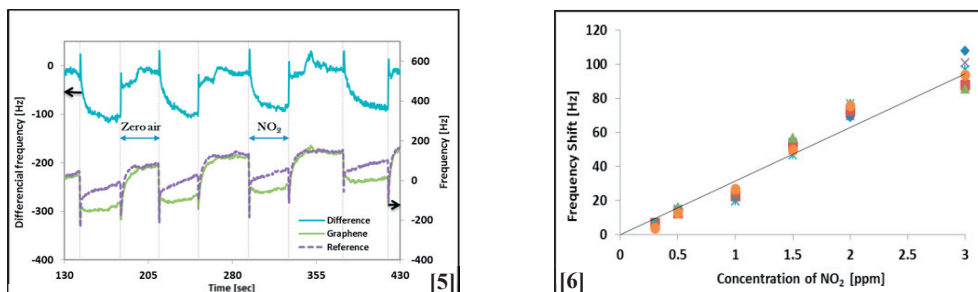 Differencial frequency [Hz]
0
-100
-200
-300
-400
Zero air
NO₂
Difference
Graphene
Reference
600
400
200
0
-200
-400
Frequency [Hz]
130 205 280 355 430
Time [sec]
[5]
Frequency Shift [Hz]
120
100
80
60
40
20
0
0 0.5 1 1.5 2 2.5 3
Concentration of NO₂ [ppm]
[6]